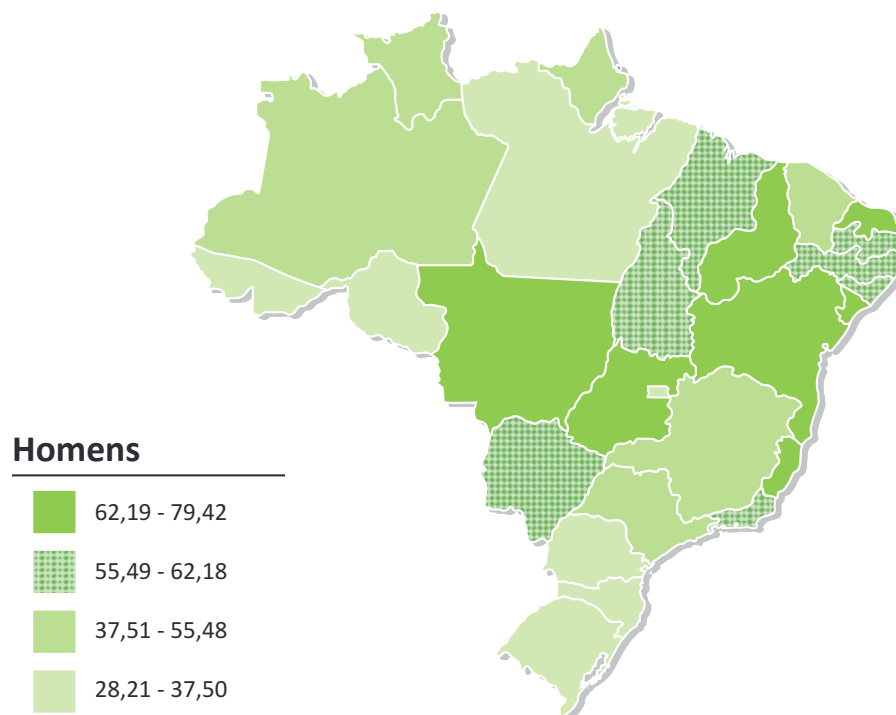 Homens
62,19 - 79,42
55,49 - 62,18
37,51 - 55,48
28,21 - 37,50